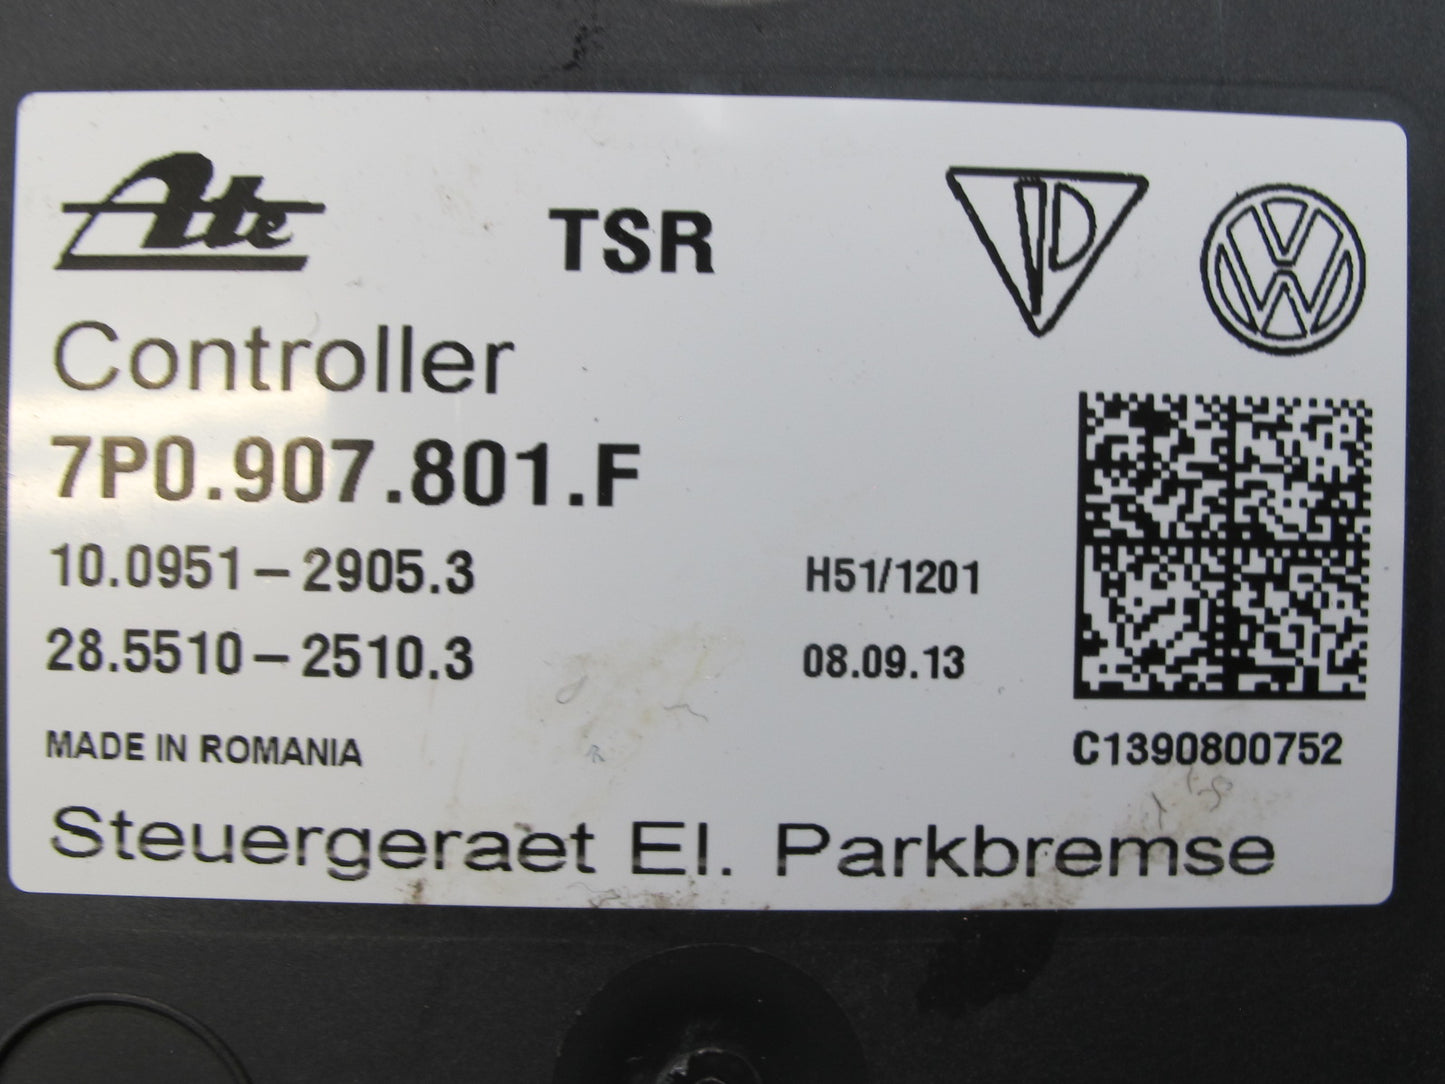 Ate TSR
Controller
7P0.907.801.F
10.0951–2905.3 H51/1201
28.5510–2510.3 08.09.13
MADE IN ROMANIA C1390800752
Steuergeraet El. Parkbremse